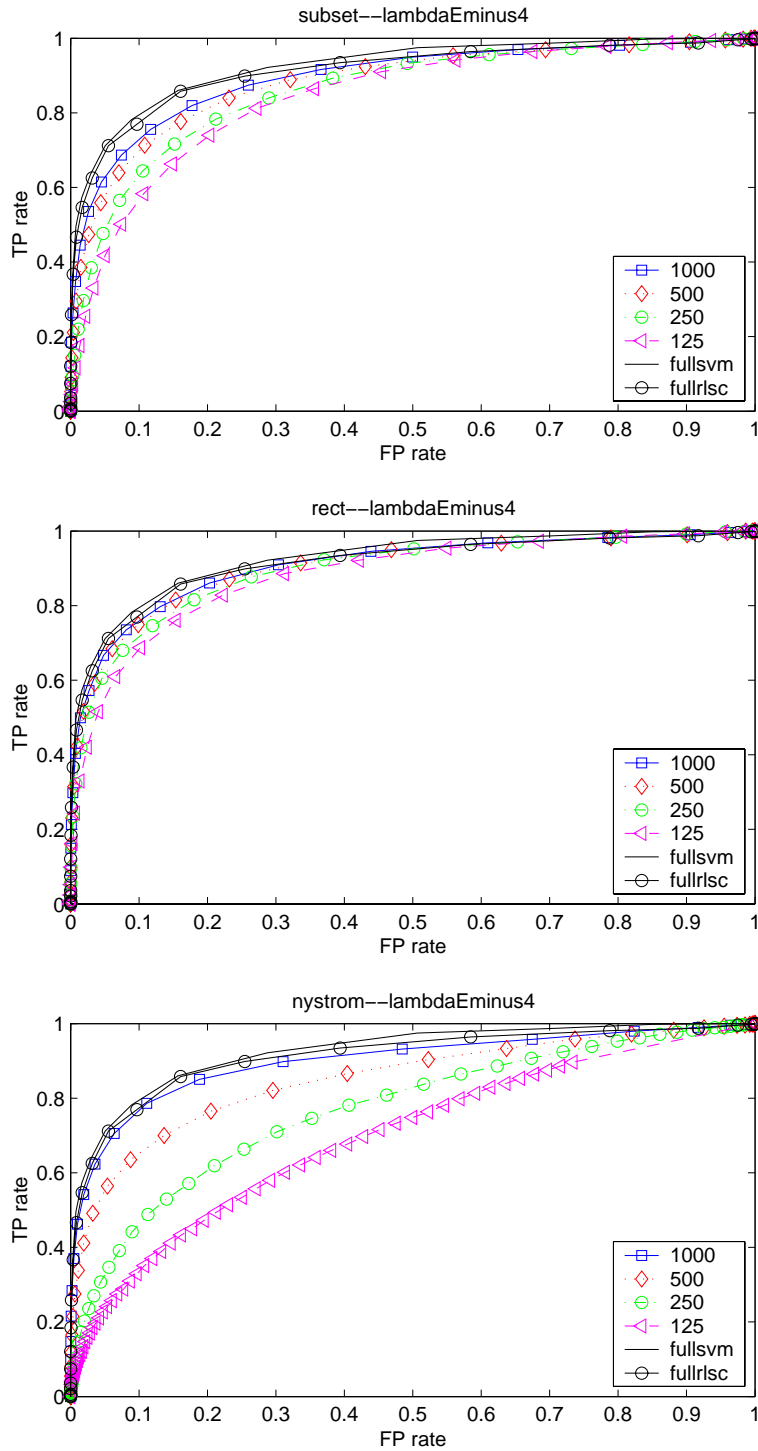 subset--lambdaEminus4
1
0.8
0.6
0.4
0.2
0
TP rate
0 0.1 0.2 0.3 0.4 0.5 0.6 0.7 0.8 0.9 1
FP rate
1000
500
250
125
fullsvm
fullrlsc
rect--lambdaEminus4
1
0.8
0.6
0.4
0.2
0
TP rate
0 0.1 0.2 0.3 0.4 0.5 0.6 0.7 0.8 0.9 1
FP rate
1000
500
250
125
fullsvm
fullrlsc
nystrom--lambdaEminus4
1
0.8
0.6
0.4
0.2
0
TP rate
0 0.1 0.2 0.3 0.4 0.5 0.6 0.7 0.8 0.9 1
FP rate
1000
500
250
125
fullsvm
fullrlsc